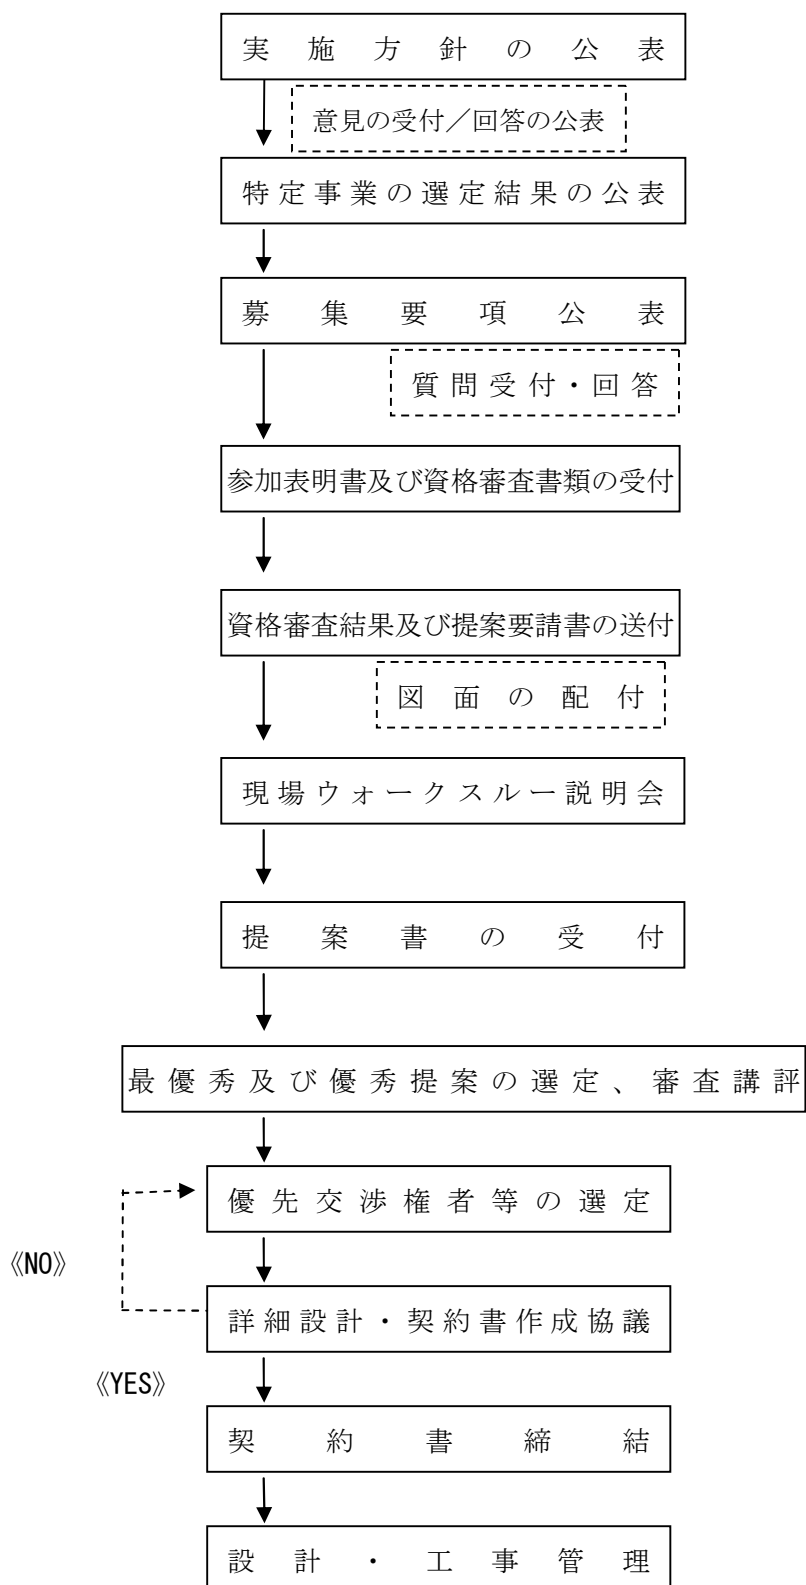 実施方針の公表
意見の受付／回答の公表
特定事業の選定結果の公表
募集要項公表
質問受付・回答
参加表明書及び資格審査書類の受付
資格審査結果及び提案要請書の送付
図面の配付
現場ウォークスルー説明会
提案書の受付
最優秀及び優秀提案の選定、審査講評
優先交渉権者等の選定
《NO》
詳細設計・契約書作成協議
《YES》
契約書締結
設計・工事管理